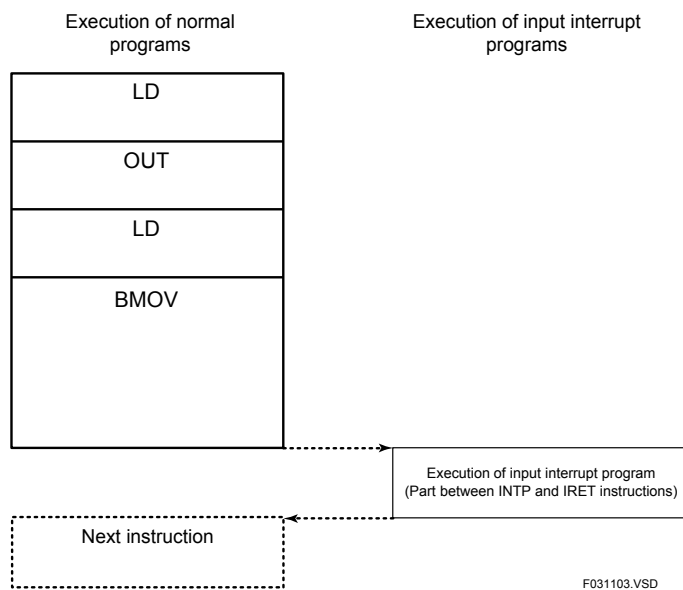 Execution of normal
programs
Execution of input interrupt
programs
LD
OUT
LD
BMOV
Execution of input interrupt program
(Part between INTP and IRET instructions)
Next instruction
F031103.VSD